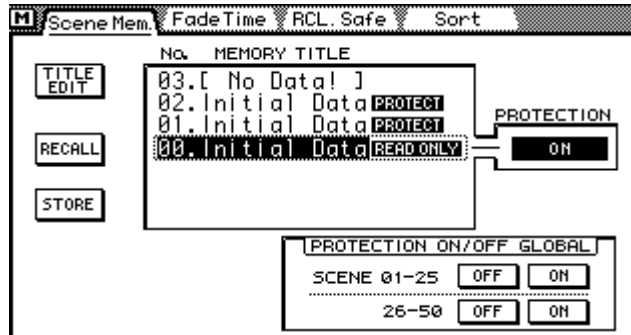 M Scene Mem. Fade Time RCL. Safe Sort
No. MEMORY TITLE
TITLE EDIT
03.[ No Data! ]
02.Initial Data PROTECT
01.Initial Data PROTECT
00.Initial Data READ ONLY
PROTECTION
ON
RECALL
STORE
PROTECTION ON/OFF GLOBAL
SCENE 01-25 OFF ON
26-50 OFF ON